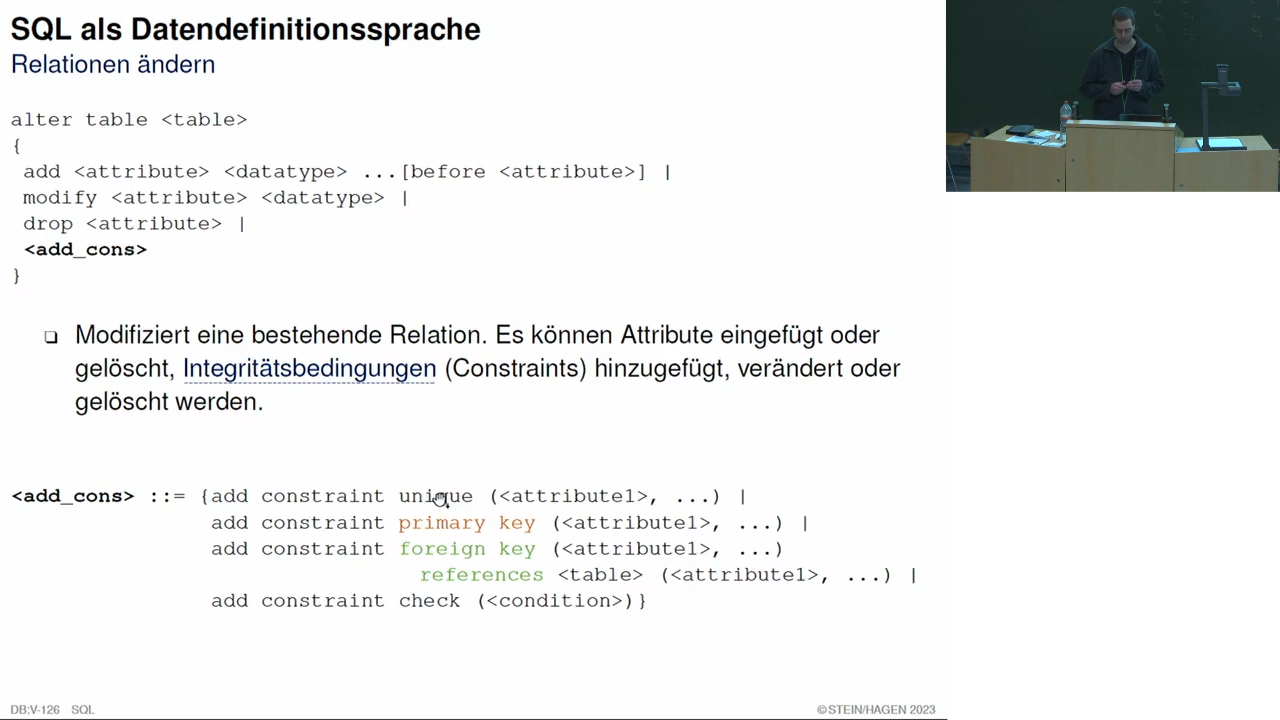 SQL als Datendefinitionssprache
Relationen ändern
alter table <table>
{
add <attribute> <datatype> ...[before <attribute>] |
modify <attribute> <datatype> |
drop <attribute> |
<add_cons>
}
❑ Modifiziert eine bestehende Relation. Es können Attribute eingefügt oder
gelöscht, Integritätsbedingungen (Constraints) hinzugefügt, verändert oder
gelöscht werden.
<add_cons> ::= {add constraint unique (<attribute1>, ...) |
add constraint primary key (<attribute1>, ...) |
add constraint foreign key (<attribute1>, ...)
references <table> (<attribute1>, ...) |
add constraint check (<condition>)}
DB:V-126 SQL
©STEIN/HAGEN 2023